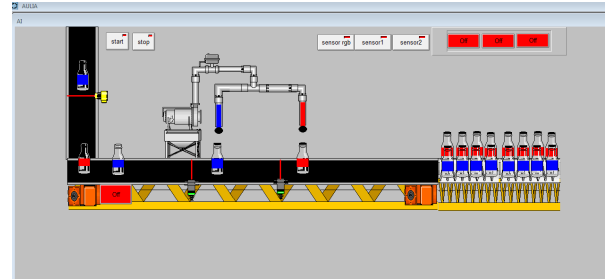 AULIA
AI
start
stop
sensor rgb
sensor1
sensor2
Off
Off
Off
Off